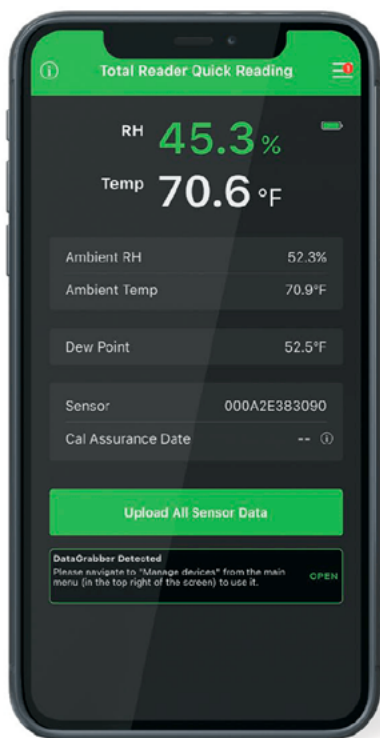 Total Reader Quick Reading
RH 45.3%
Temp 70.6 °F
Ambient RH 52.3%
Ambient Temp 70.9°F
Dew Point 52.5°F
Sensor 000A2E383090
Cal Assurance Date --
Upload All Sensor Data
DataGrabber Detected
Please navigate to "Manage devices" from the main
menu (in the top right of the screen) to use it.
OPEN